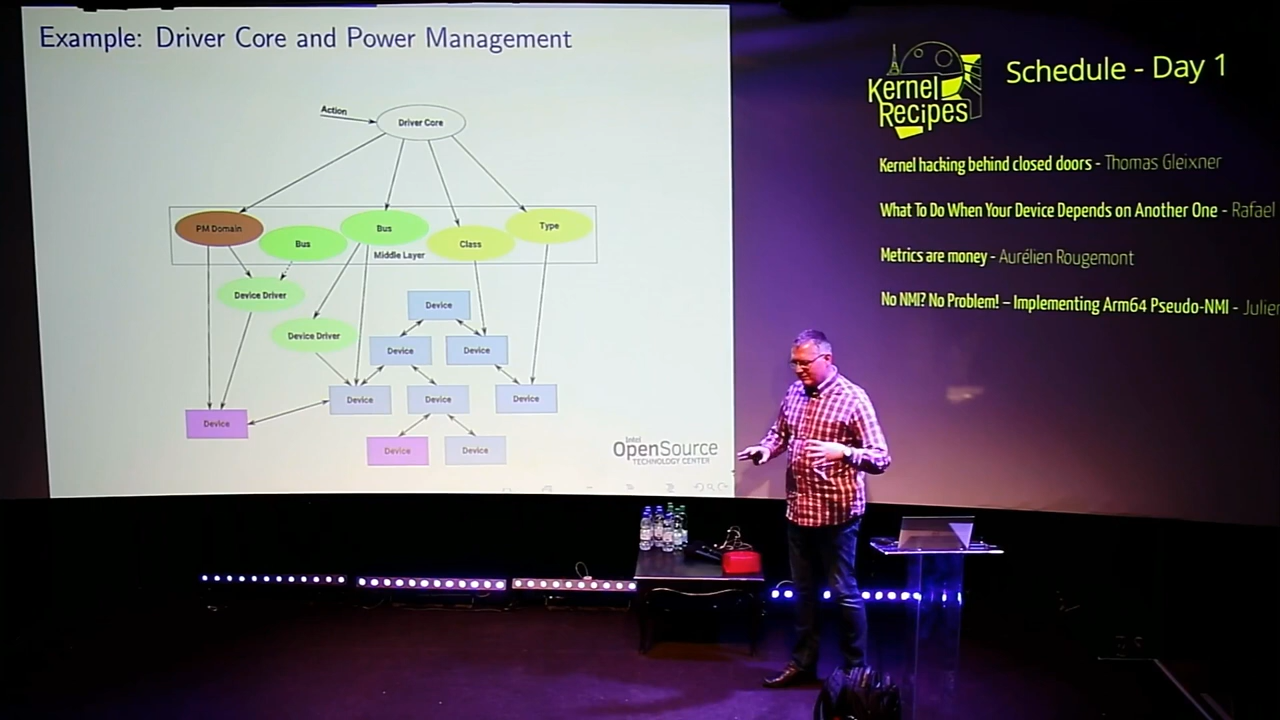 Example: Driver Core and Power Management
Action
Driver Core
PM Domain
Bus
Bus
Class
Type
Middle Layer
Device Driver
Device Driver
Device
Device
Device
Device
Device
Device
Device
Device
Device
intel
OpenSource
TECHNOLOGY CENTER
Kernel
Recipes
Schedule - Day 1
Kernel hacking behind closed doors - Thomas Gleixner
What To Do When Your Device Depends on Another One - Rafael
Metrics are money - Aurélien Rougemont
No NMI? No Problem! – Implementing Arm64 Pseudo-NMI - Julien